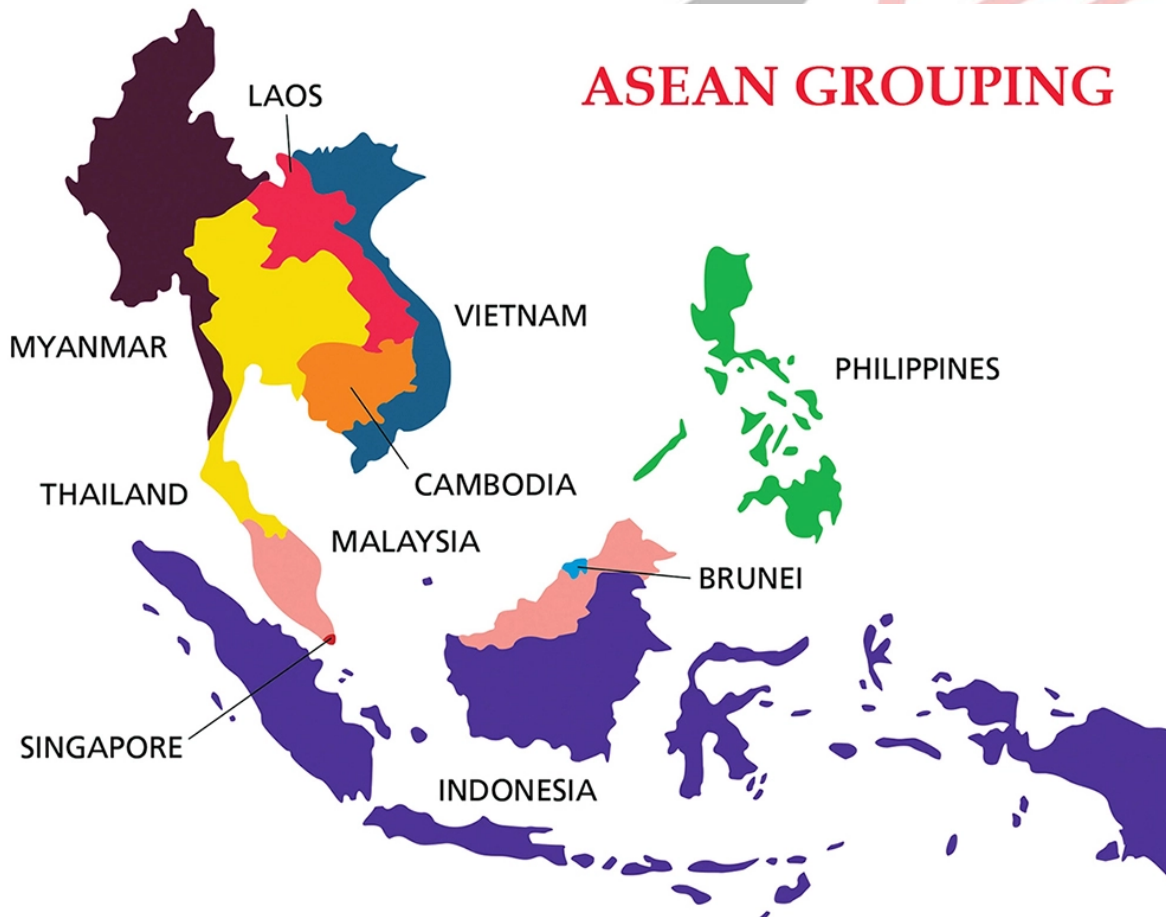 ASEAN GROUPING
LAOS
VIETNAM
MYANMAR
PHILIPPINES
CAMBODIA
THAILAND
MALAYSIA
BRUNEI
SINGAPORE
INDONESIA